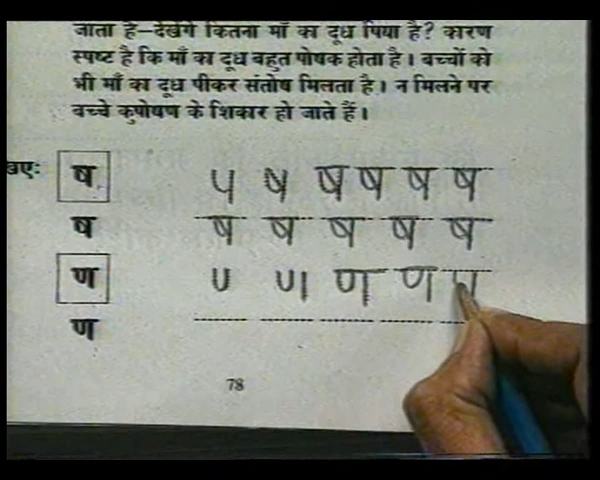 जाता है—देखेंगे कितना माँ का दूध पिया है? कारण
स्पष्ट है कि माँ का दूध बहुत पोषक होता है। बच्चों को
भी माँ का दूध पीकर संतोष मिलता है। न मिलने पर
बच्चे कुपोषण के शिकार हो जाते हैं।
ष प ष ष ष ष ष
ष ष ष ष ष ष
ण ण ण ण
ण
78